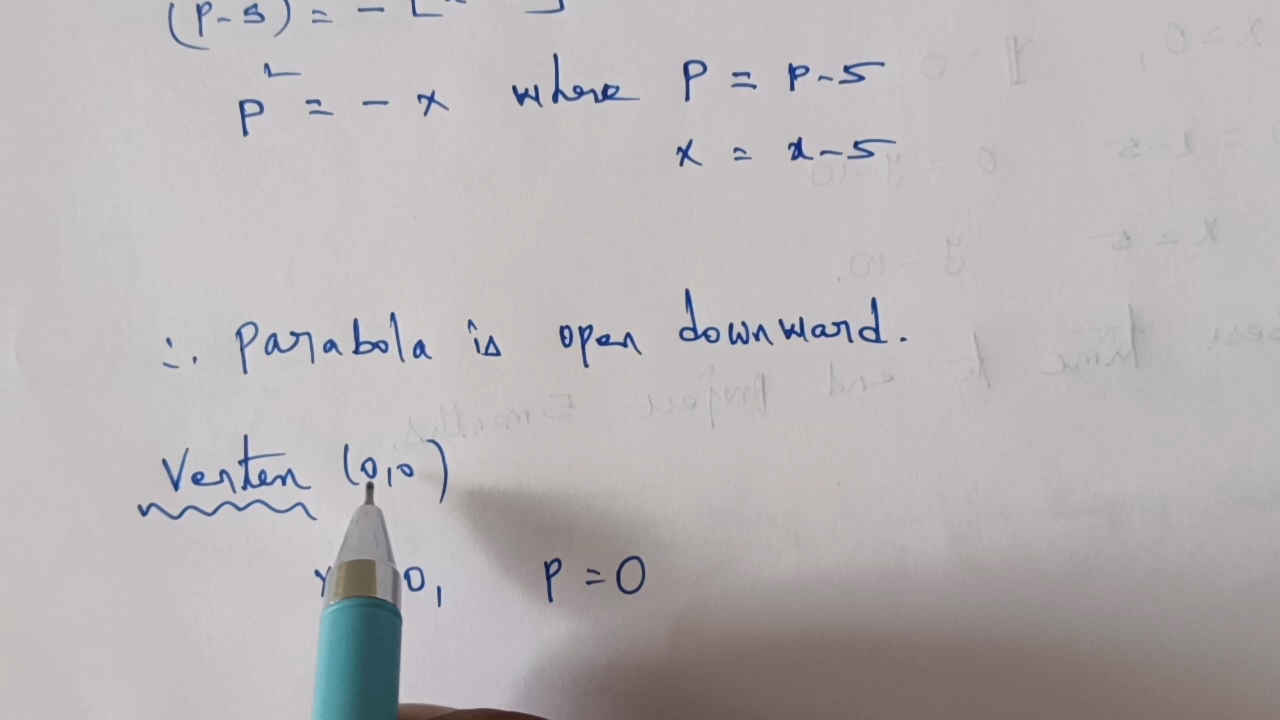 (P-5) = - [
p² = - x where P = p-5
x = x-5
∴ parabola is open downward.
Verten (0,0)
0, P = 0